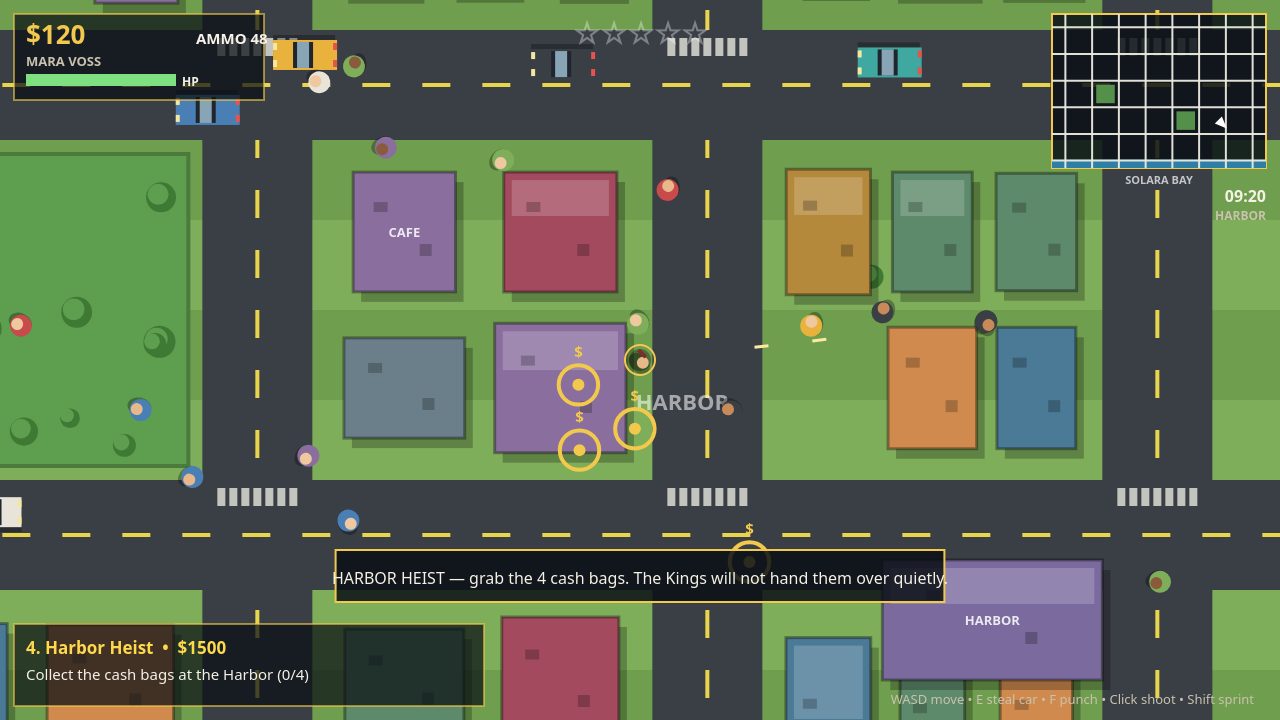 $120
AMMO 48
MARA VOSS
HP
SOLARA BAY
09:20
HARBOR
CAFE
$
$
HARBOR
$
$
HARBOR HEIST — grab the 4 cash bags. The Kings will not hand them over quietly.
HARBOR
4. Harbor Heist • $1500
Collect the cash bags at the Harbor (0/4)
WASD move • E steal car • F punch • Click shoot • Shift sprint